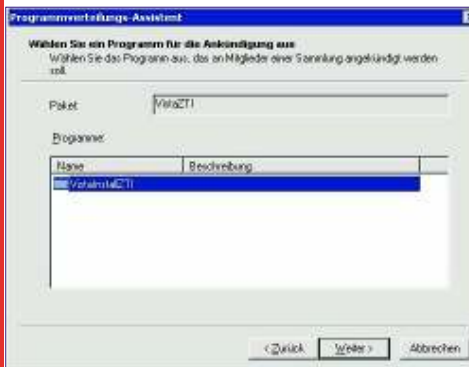 Programmverteilungs-Assistent
Wählen Sie ein Programm für die Ankündigung aus
Wählen Sie das Programm aus, das an Mitglieder einer Sammlung angekündigt werden
soll.
Paket: VistaZTI
Programme:
Name Beschreibung
VistaInstallZTI
< Zurück Weiter > Abbrechen